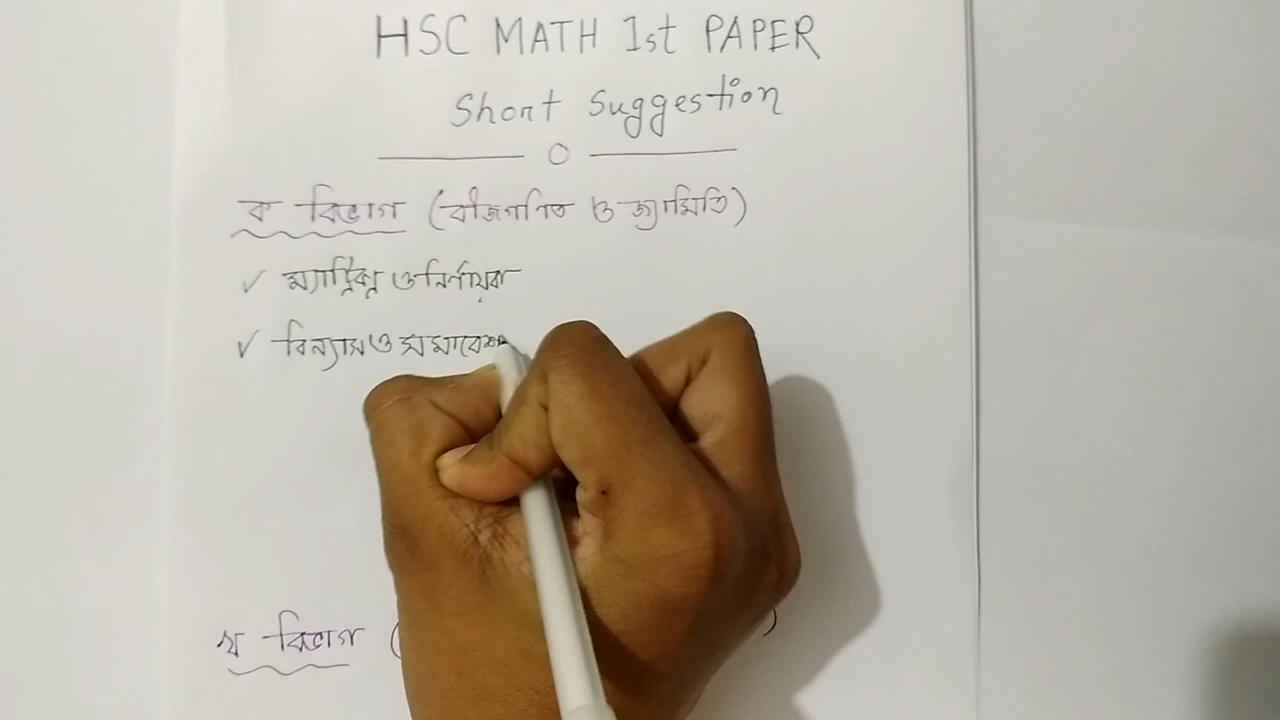 HSC MATH 1st PAPER
Short Suggestion
ক বিভাগ (বীজগণিত ও জ্যামিতি)
✓ ম্যাট্রিক্স ও নির্ণায়ক
✓ বিন্যাস ও সমাবেশ
খ বিভাগ ( )